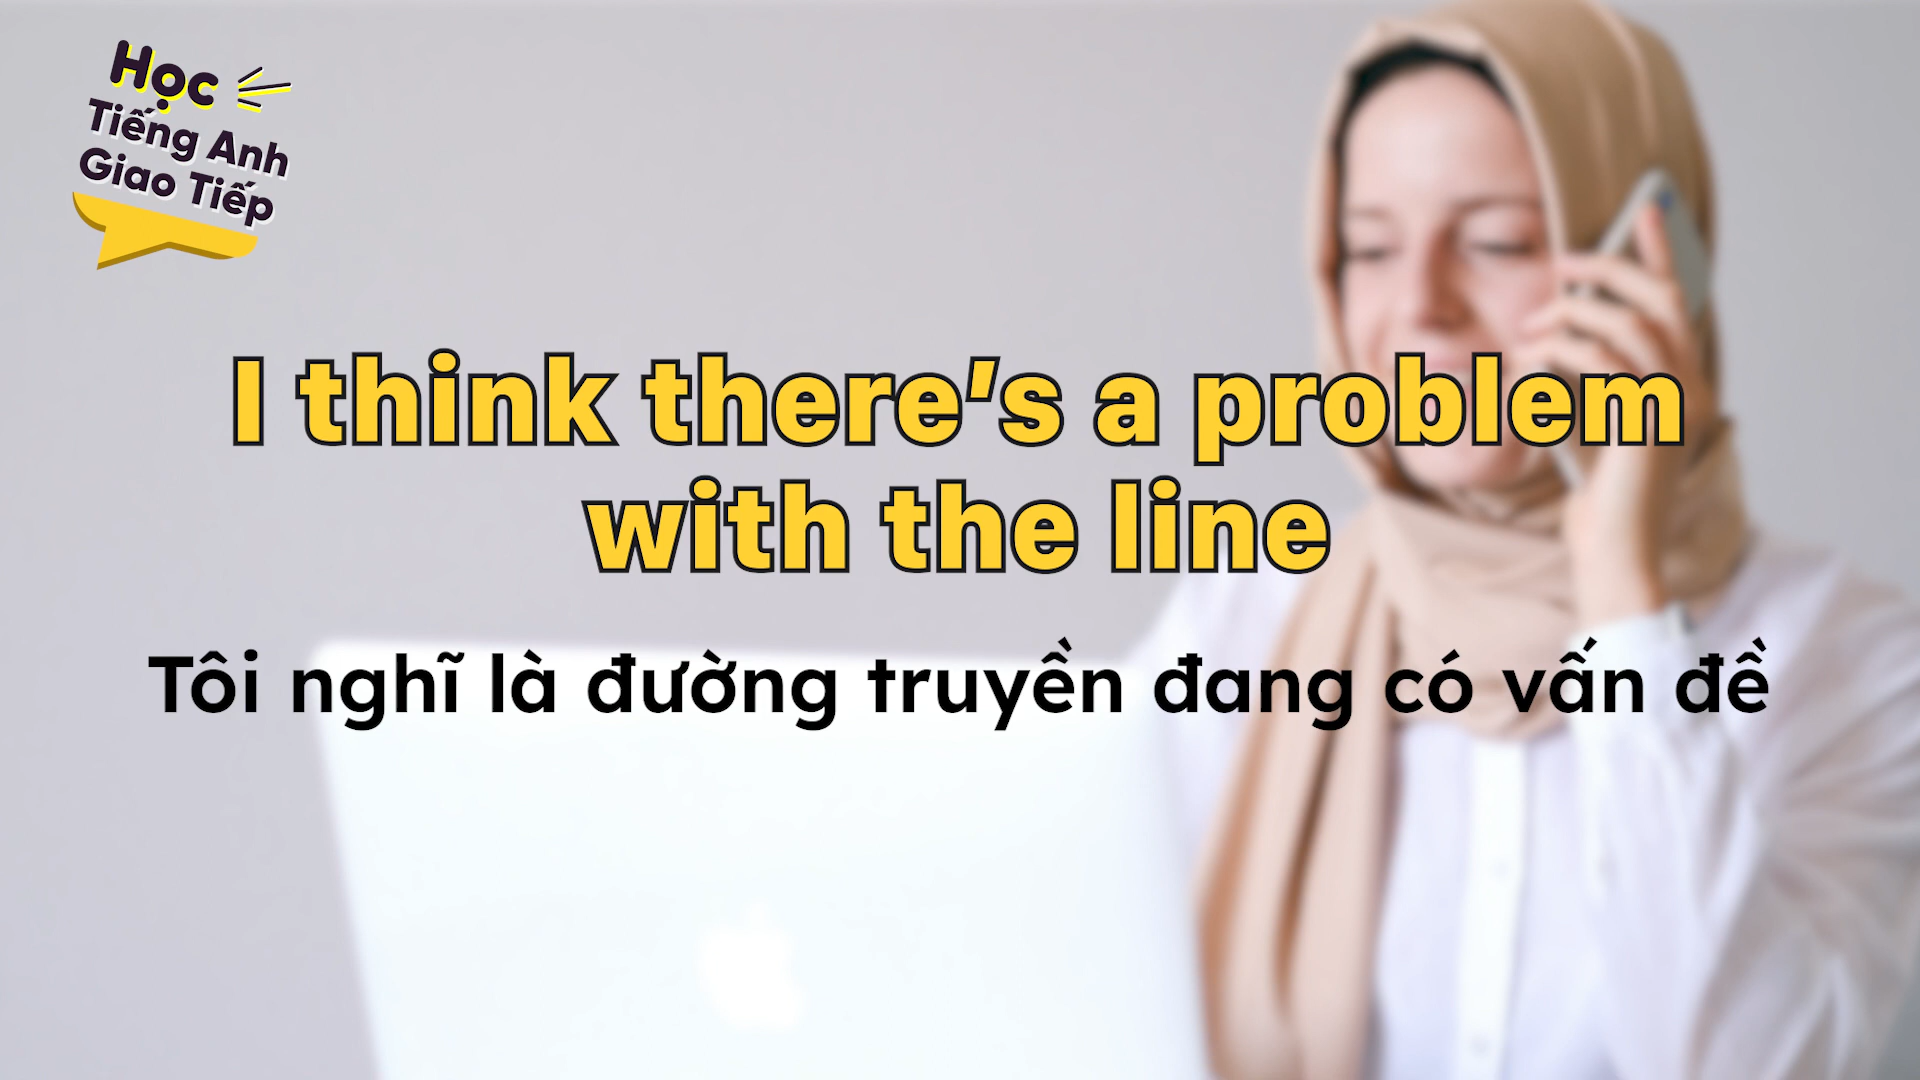 Học
Tiếng Anh
Giao Tiếp
I think there's a problem
with the line
Tôi nghĩ là đường truyền đang có vấn đề